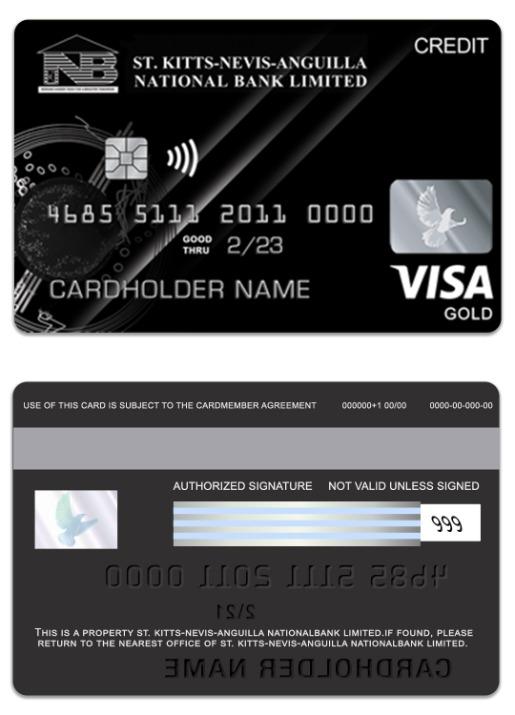 NB
ST. KITTS-NEVIS-ANGUILLA
NATIONAL BANK LIMITED
CREDIT
4685 5111 2011 0000
GOOD
THRU 2/23
CARDHOLDER NAME
VISA
GOLD
USE OF THIS CARD IS SUBJECT TO THE CARDMEMBER AGREEMENT 000000+1 00/00 0000-00-000-00
AUTHORIZED SIGNATURE NOT VALID UNLESS SIGNED
999
4685 5111 2011 0000
2/21
THIS IS A PROPERTY ST. KITTS-NEVIS-ANGUILLA NATIONALBANK LIMITED.IF FOUND, PLEASE
RETURN TO THE NEAREST OFFICE OF ST. KITTS-NEVIS-ANGUILLA NATIONALBANK LIMITED.
CARDHOLDER NAME